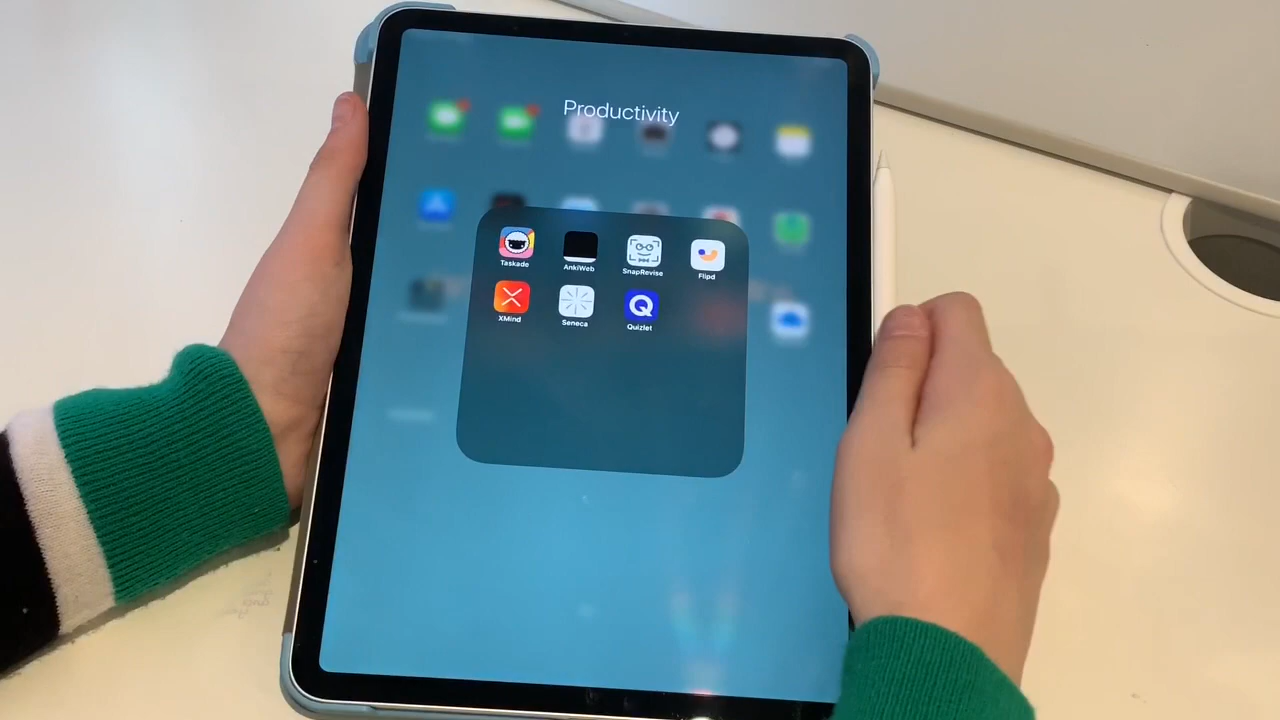 Productivity
Taskade AnkiWeb SnapRevise Flipd
XMind Seneca Quizlet